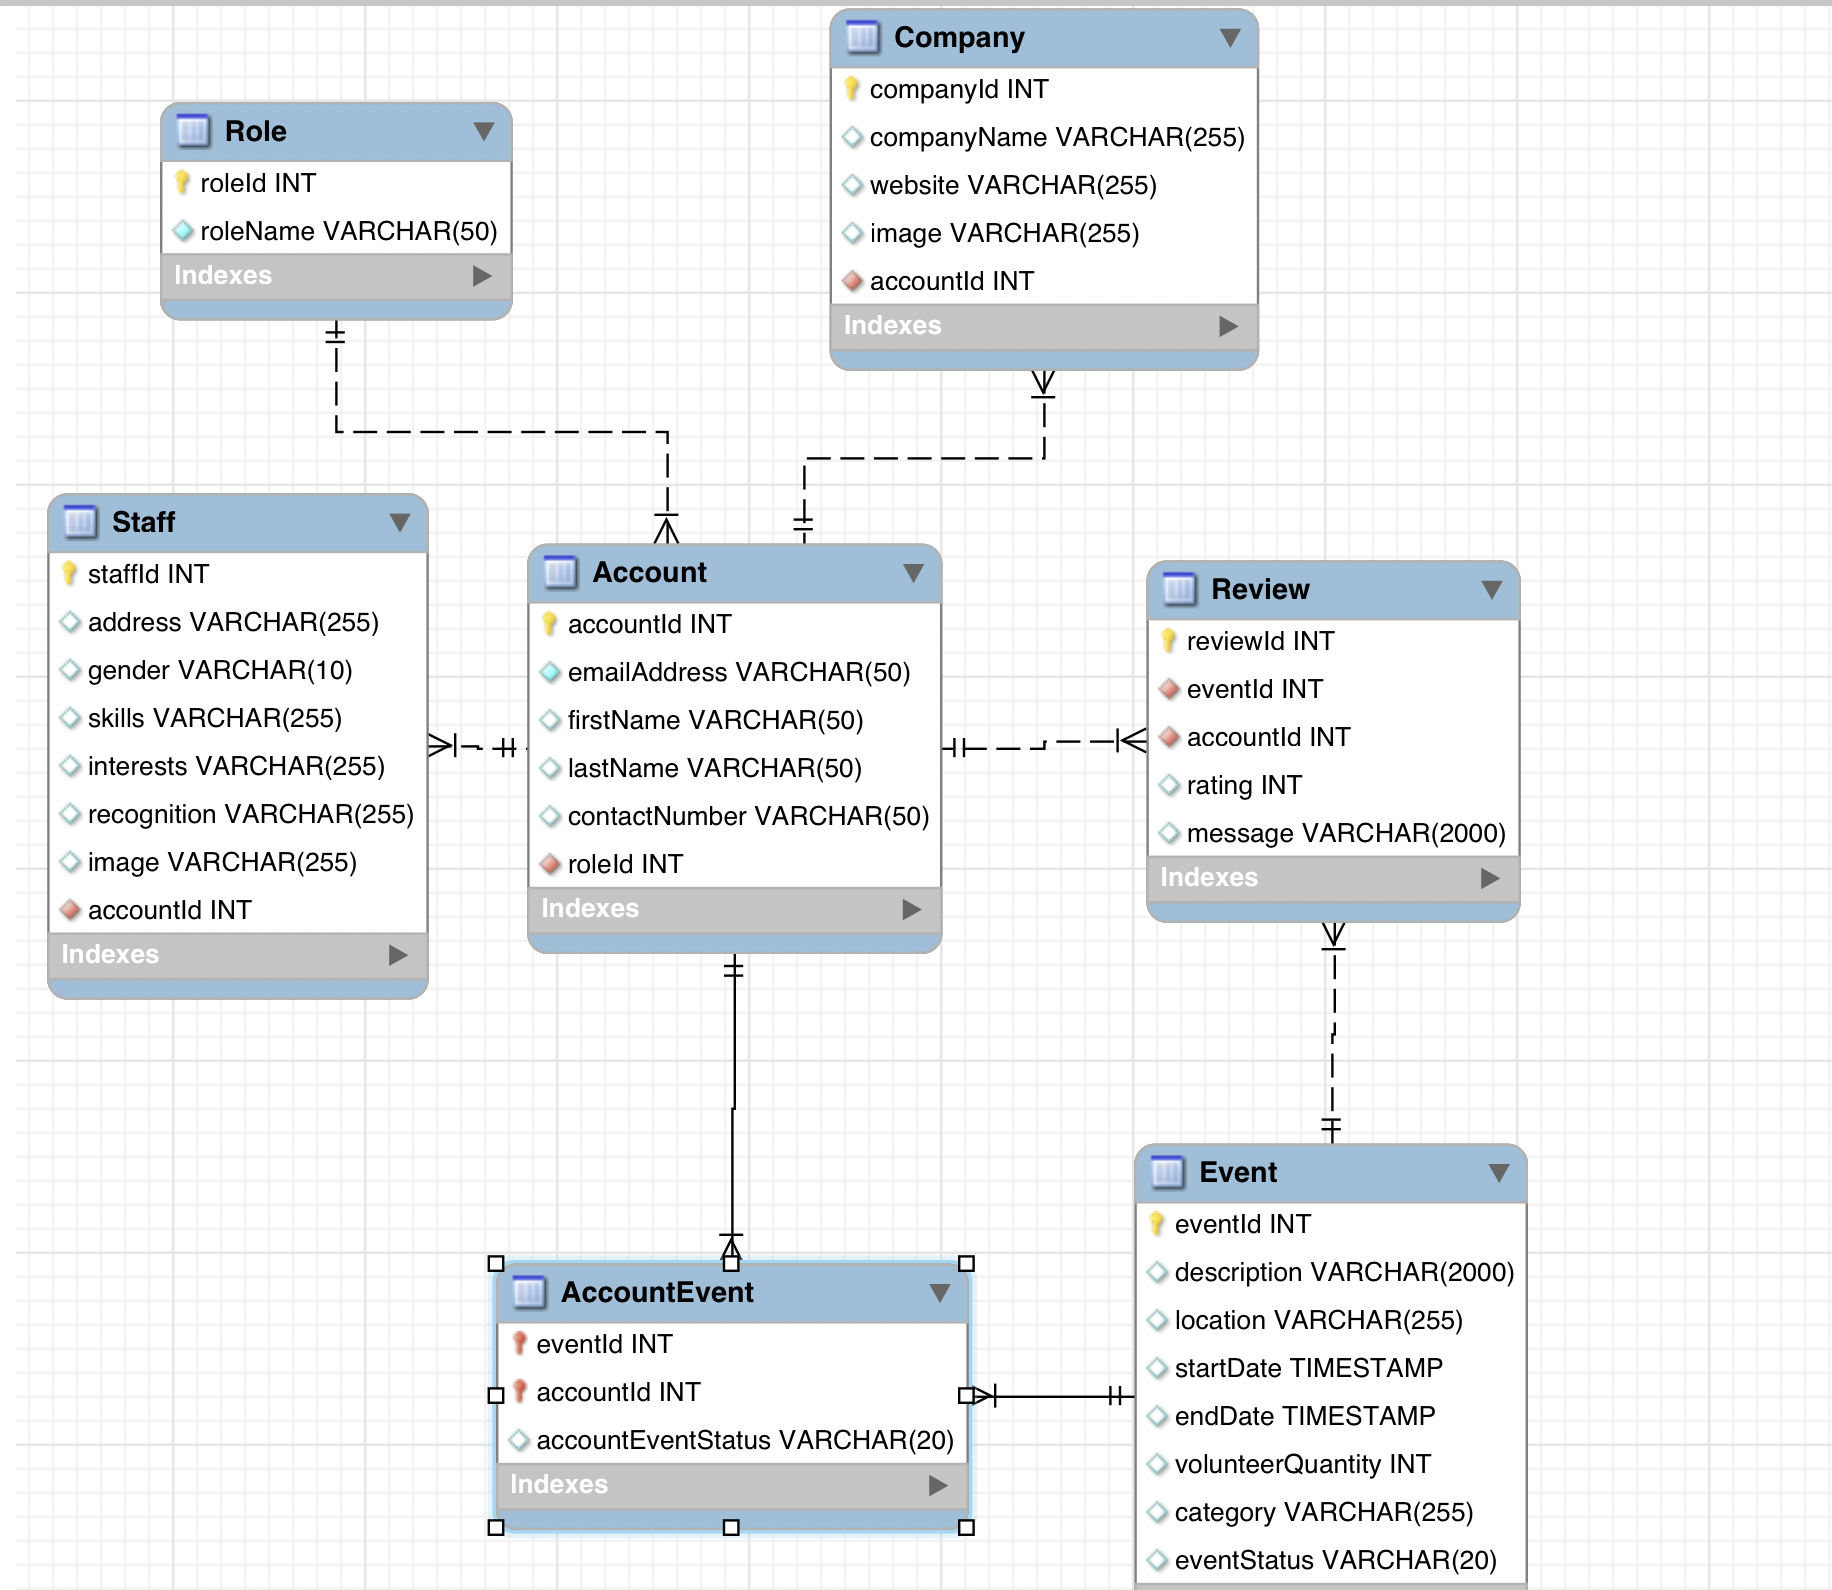 Company
companyId INT
companyName VARCHAR(255)
website VARCHAR(255)
image VARCHAR(255)
accountId INT
Indexes
Role
roleId INT
roleName VARCHAR(50)
Indexes
Staff
staffId INT
address VARCHAR(255)
gender VARCHAR(10)
skills VARCHAR(255)
interests VARCHAR(255)
recognition VARCHAR(255)
image VARCHAR(255)
accountId INT
Indexes
Account
accountId INT
emailAddress VARCHAR(50)
firstName VARCHAR(50)
lastName VARCHAR(50)
contactNumber VARCHAR(50)
roleId INT
Indexes
Review
reviewId INT
eventId INT
accountId INT
rating INT
message VARCHAR(2000)
Indexes
AccountEvent
eventId INT
accountId INT
accountEventStatus VARCHAR(20)
Indexes
Event
eventId INT
description VARCHAR(2000)
location VARCHAR(255)
startDate TIMESTAMP
endDate TIMESTAMP
volunteerQuantity INT
category VARCHAR(255)
eventStatus VARCHAR(20)